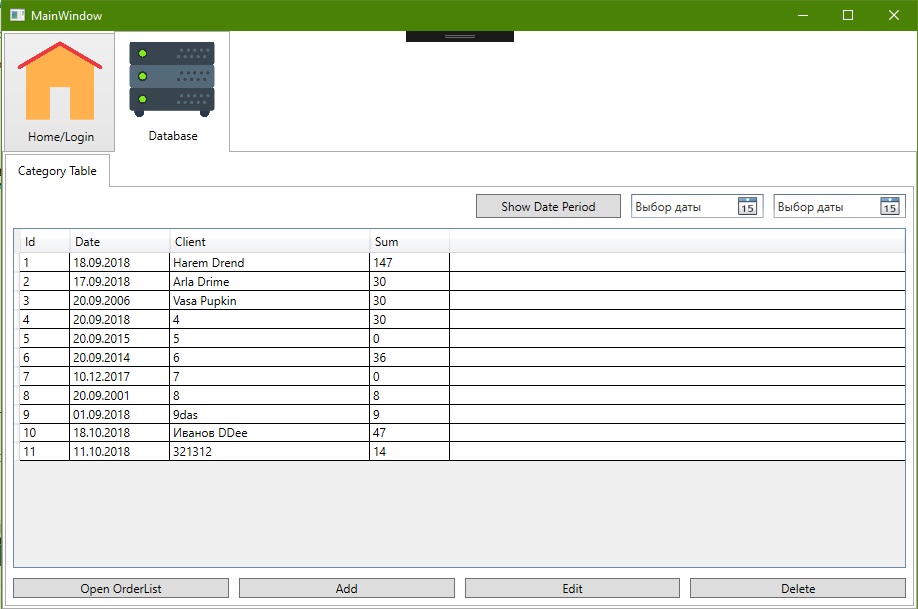 MainWindow
Home/Login
Database
Category Table
Show Date Period Выбор даты 15 Выбор даты 15
Id Date Client Sum
1 18.09.2018 Harem Drend 147
2 17.09.2018 Arla Drime 30
3 20.09.2006 Vasa Pupkin 30
4 20.09.2018 4 30
5 20.09.2015 5 0
6 20.09.2014 6 36
7 10.12.2017 7 0
8 20.09.2001 8 8
9 01.09.2018 9das 9
10 18.10.2018 Иванов DDee 47
11 11.10.2018 321312 14
Open OrderList Add Edit Delete